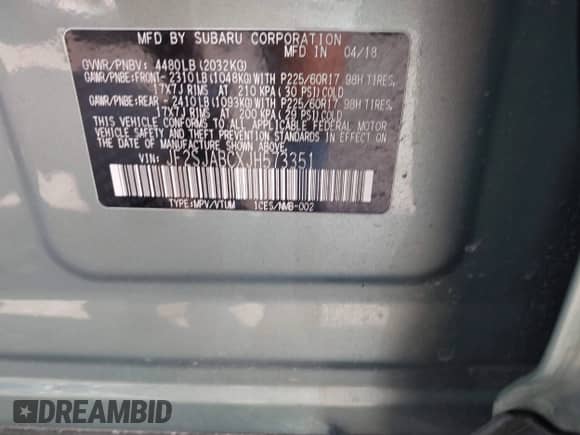 MFD BY SUBARU CORPORATION
MFD IN 04/18
GVWR/PNBV: 4480LB(2032KG)
GAWR/PNBE:FRONT- 2310LB(1048KG)WITH P225/60R17 98H TIRES,
17X7J RIMS AT 210 KPA (30 PSI)COLD
GAWR/PNBE:REAR - 2410LB(1093KG)WITH P225/60R17 98H TIRES,
17X7J RIMS AT 200 KPA (29 PSI)COLD
THIS VEHICLE CONFORMS TO ALL APPLICABLE FEDERAL MOTOR
VEHICLE SAFETY AND THEFT PREVENTION STANDARDS IN EFFECT ON
THE DATE OF MANUFACTURE SHOWN ABOVE.
VIN: JF2SJABCXJH573351
TYPE:MPV/VTUM 1CES/NMB-002
DREAMBID